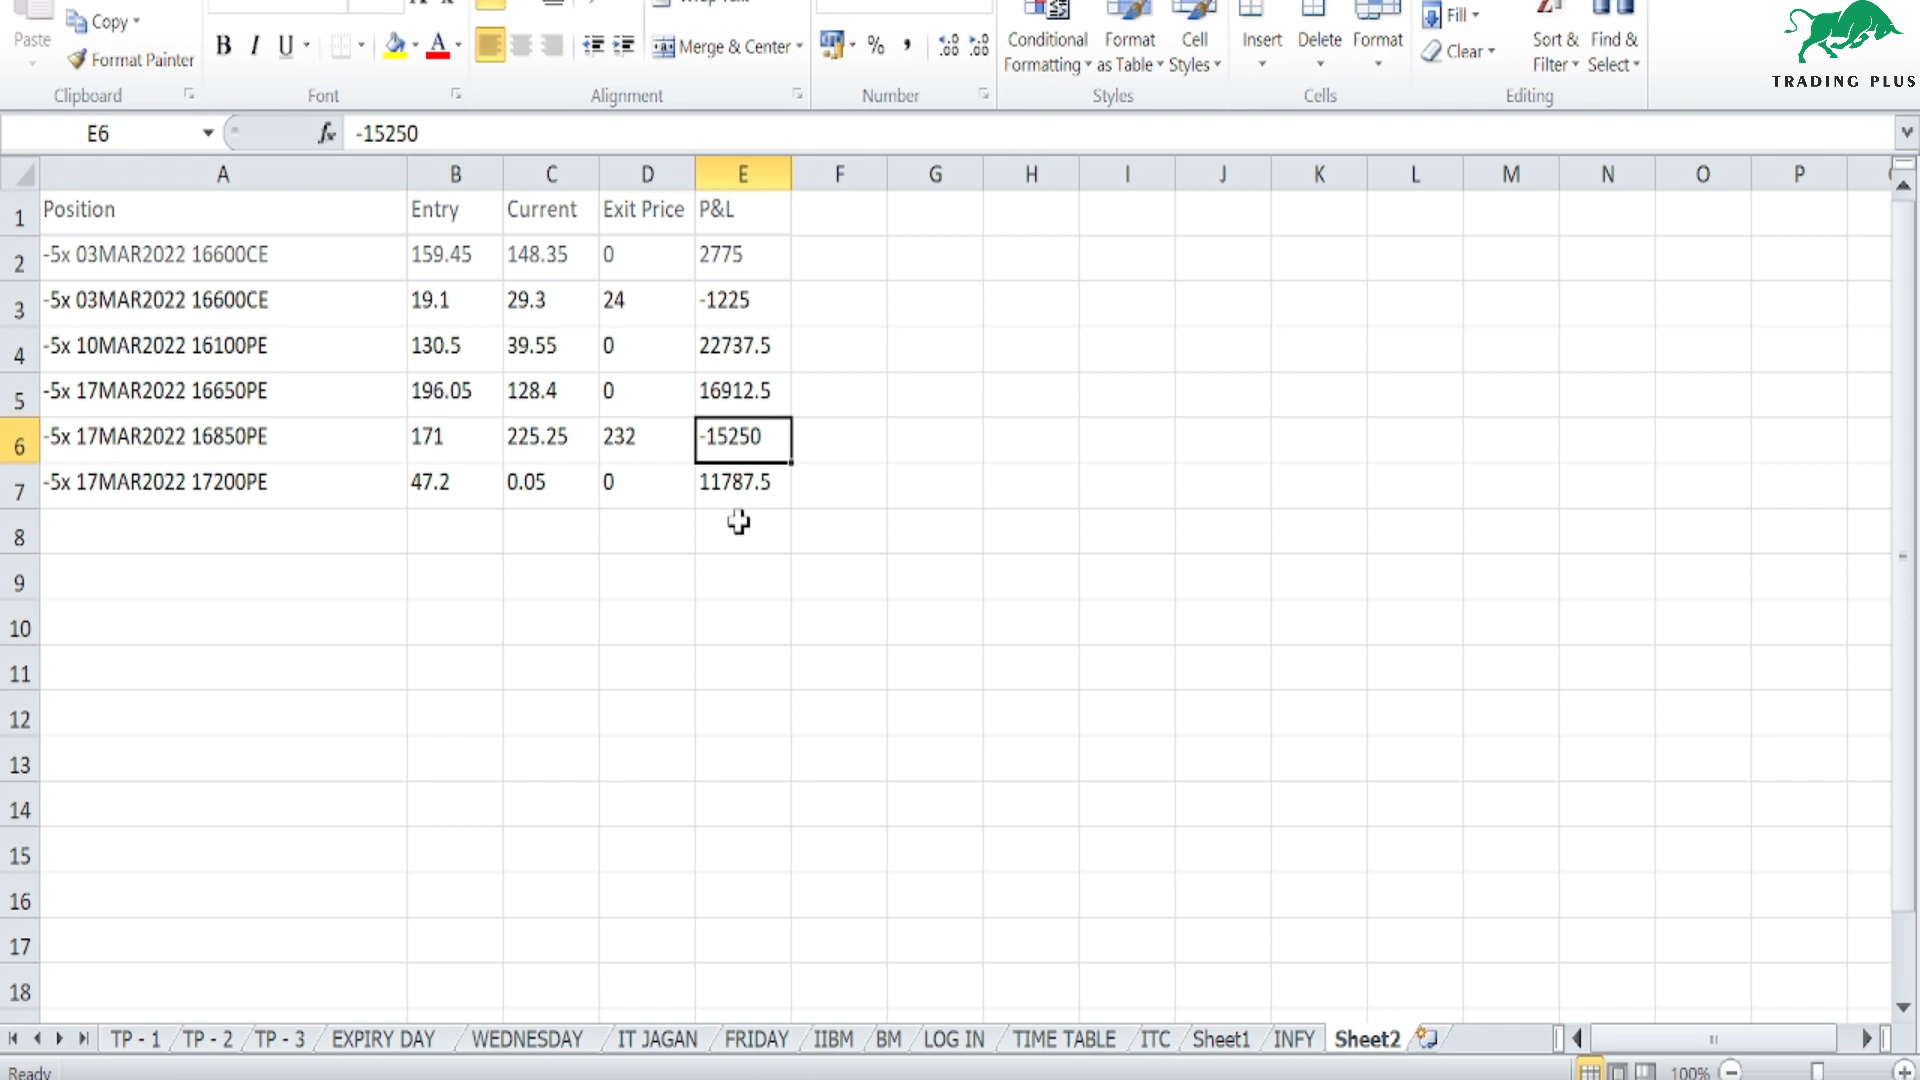 Paste
Copy
Format Painter
Clipboard
B I U
A
Font
Merge & Center
Alignment
%
Number
Conditional Formatting
Format as Table
Cell Styles
Styles
Insert
Delete
Format
Cells
Fill
Clear
Sort & Filter
Find & Select
Editing
TRADING PLUS
E6 fx -15250
A B C D E F G H I J K L M N O P
1 Position Entry Current Exit Price P&L
2 -5x 03MAR2022 16600CE 159.45 148.35 0 2775
3 -5x 03MAR2022 16600CE 19.1 29.3 24 -1225
4 -5x 10MAR2022 16100PE 130.5 39.55 0 22737.5
5 -5x 17MAR2022 16650PE 196.05 128.4 0 16912.5
6 -5x 17MAR2022 16850PE 171 225.25 232 -15250
7 -5x 17MAR2022 17200PE 47.2 0.05 0 11787.5
8
9
10
11
12
13
14
15
16
17
18
TP - 1 TP - 2 TP - 3 EXPIRY DAY WEDNESDAY IT JAGAN FRIDAY IIBM BM LOG IN TIME TABLE ITC Sheet1 INFY Sheet2
Ready 100%